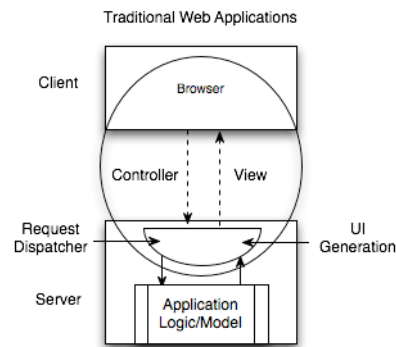 Traditional Web Applications
Client
Browser
Controller
View
Request
Dispatcher
UI
Generation
Server
Application
Logic/Model